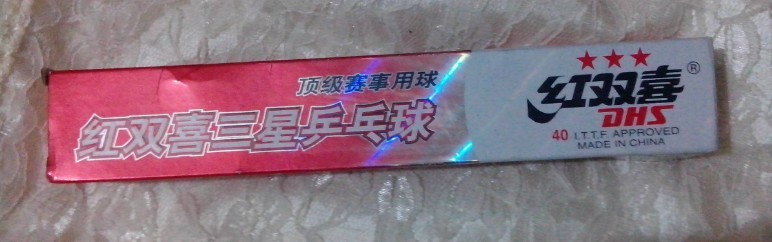 顶级赛事用球
红双喜三星乒乓球
★★★
红双喜®
DHS
40 I.T.T.F. APPROVED
MADE IN CHINA